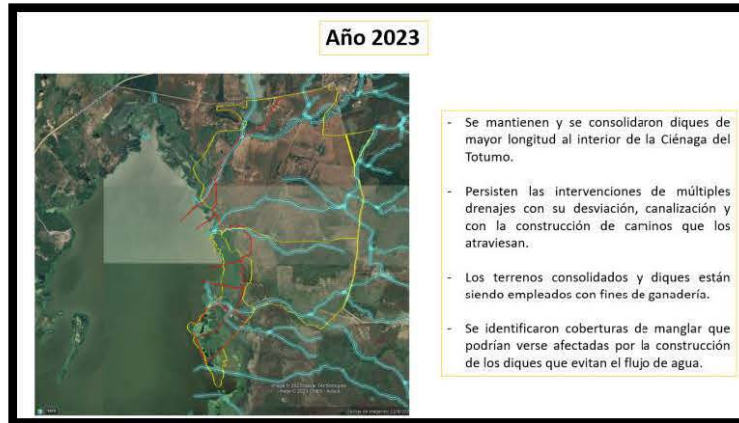 Año 2023
- Se mantienen y se consolidaron diques de
mayor longitud al interior de la Ciénaga del
Totumo.
- Persisten las intervenciones de múltiples
drenajes con su desviación, canalización y
con la construcción de caminos que los
atraviesan.
- Los terrenos consolidados y diques están
siendo empleados con fines de ganadería.
- Se identificaron coberturas de manglar que
podrían verse afectadas por la construcción
de los diques que evitan el flujo de agua.